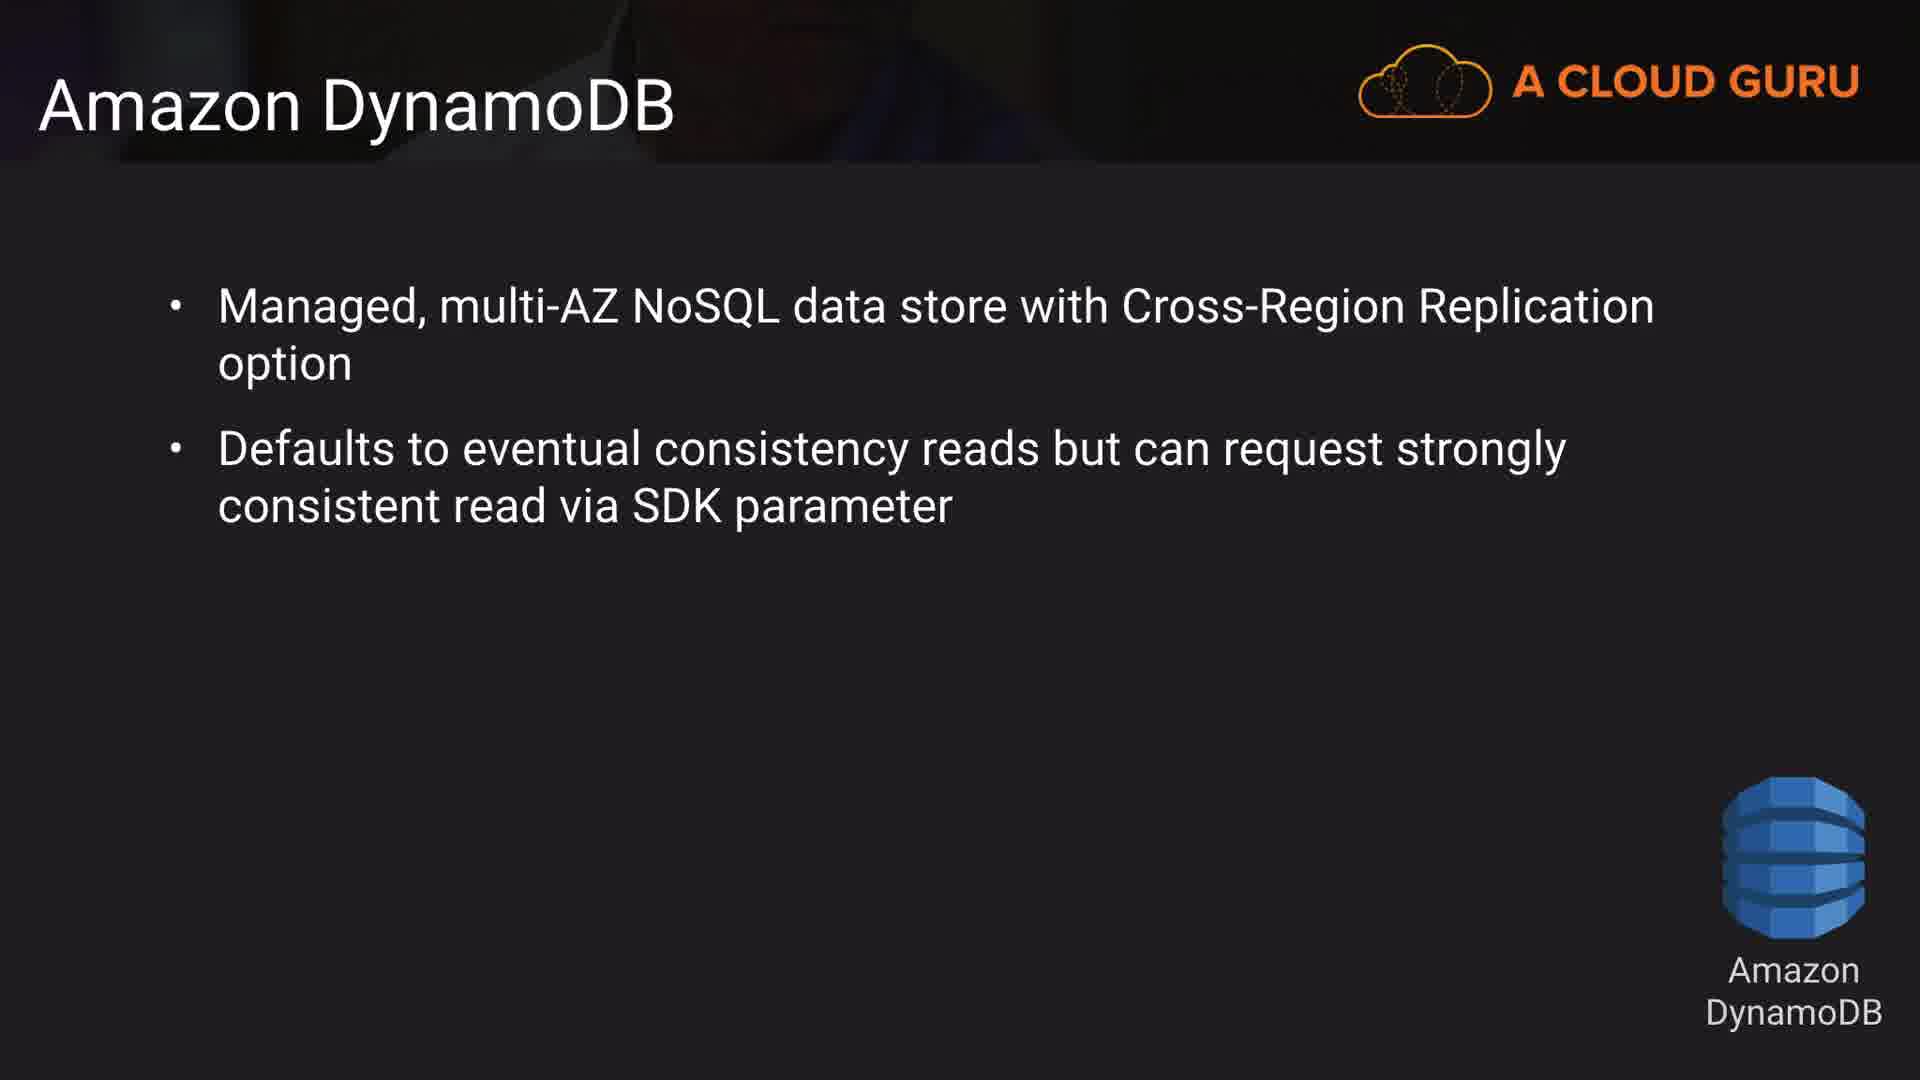 Amazon DynamoDB
A CLOUD GURU
• Managed, multi-AZ NoSQL data store with Cross-Region Replication
option
• Defaults to eventual consistency reads but can request strongly
consistent read via SDK parameter
Amazon
DynamoDB